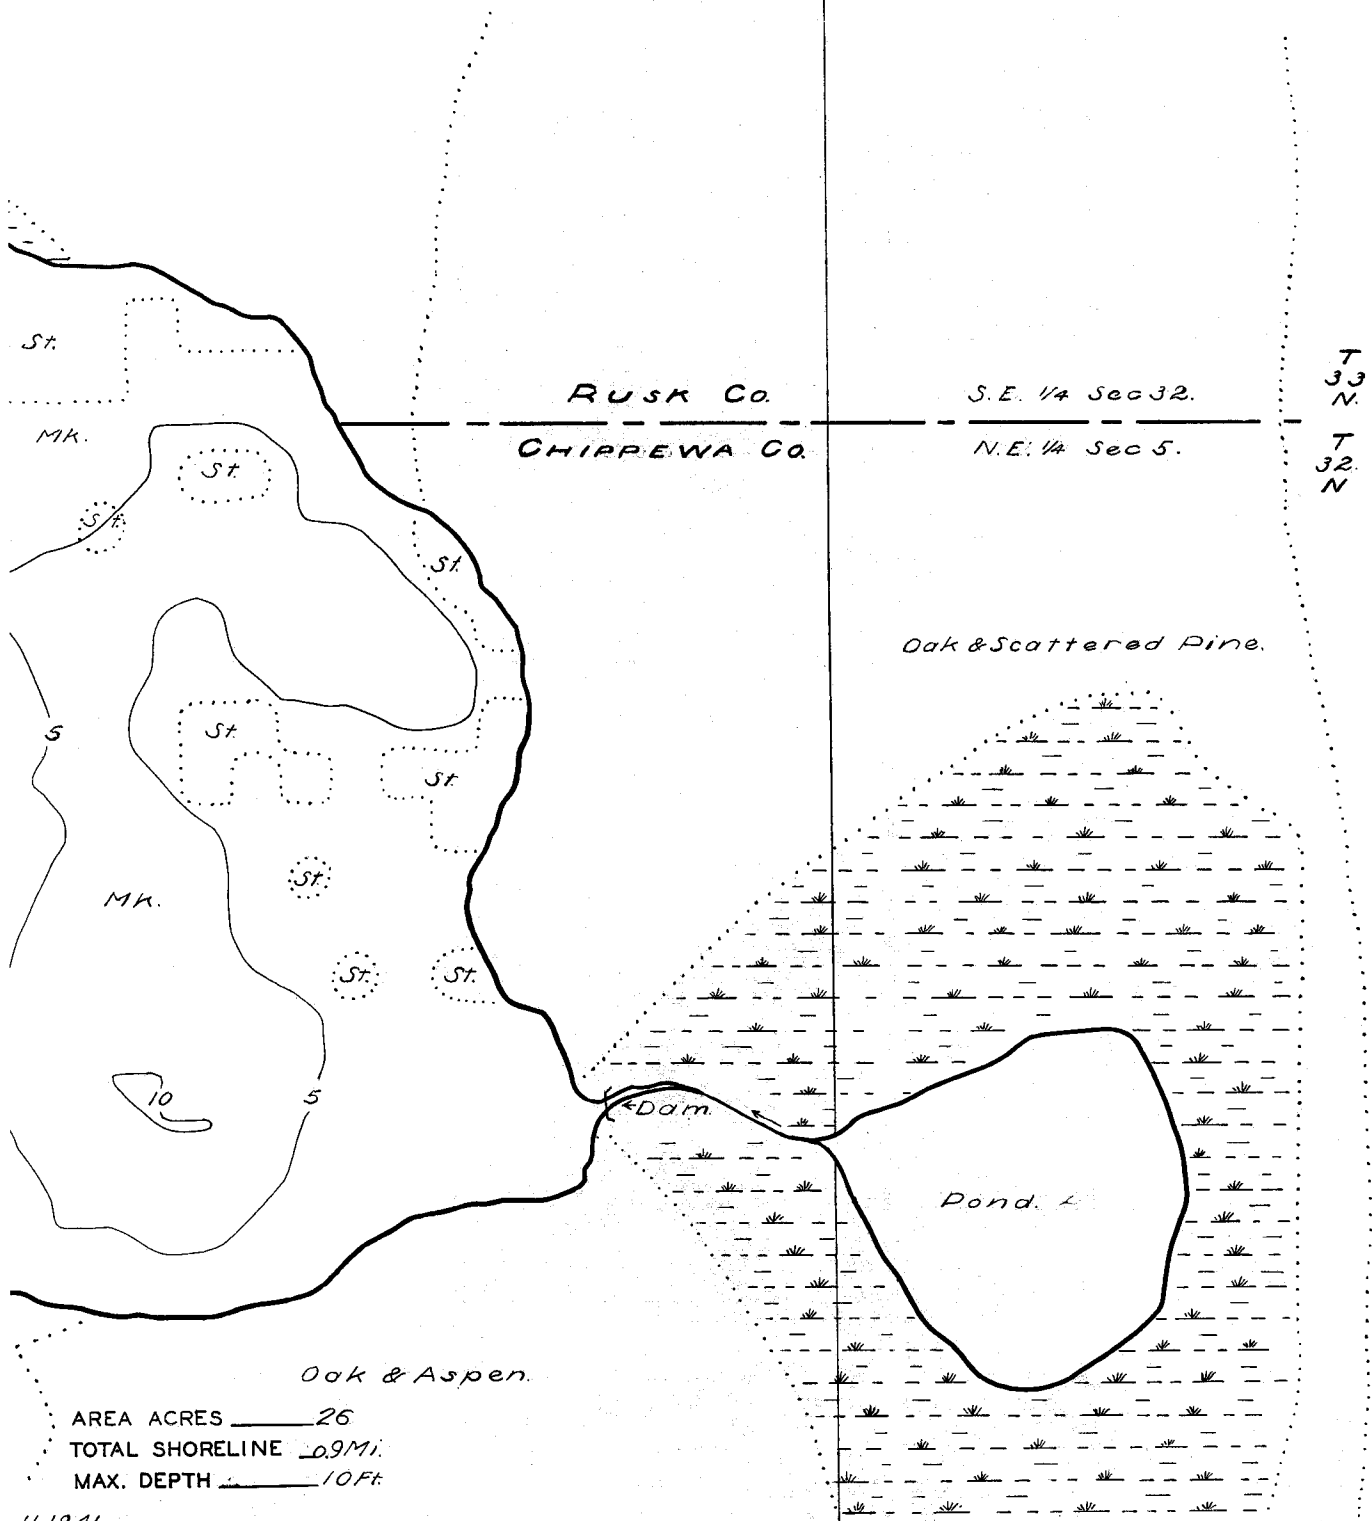 St.
RUSK Co.
S.E. 1/4 Sec 32.
T
33
N.
MK.
CHIPPEWA Co.
N.E. 1/4 Sec 5.
T
32.
N
St.
St.
St.
Oak & Scattered Pine.
5
St.
St.
St.
MK.
St.
St.
10
5
←Dam.
Pond.
Oak & Aspen.
AREA ACRES 26
TOTAL SHORELINE 0.9 Mi.
MAX. DEPTH 10 Ft.